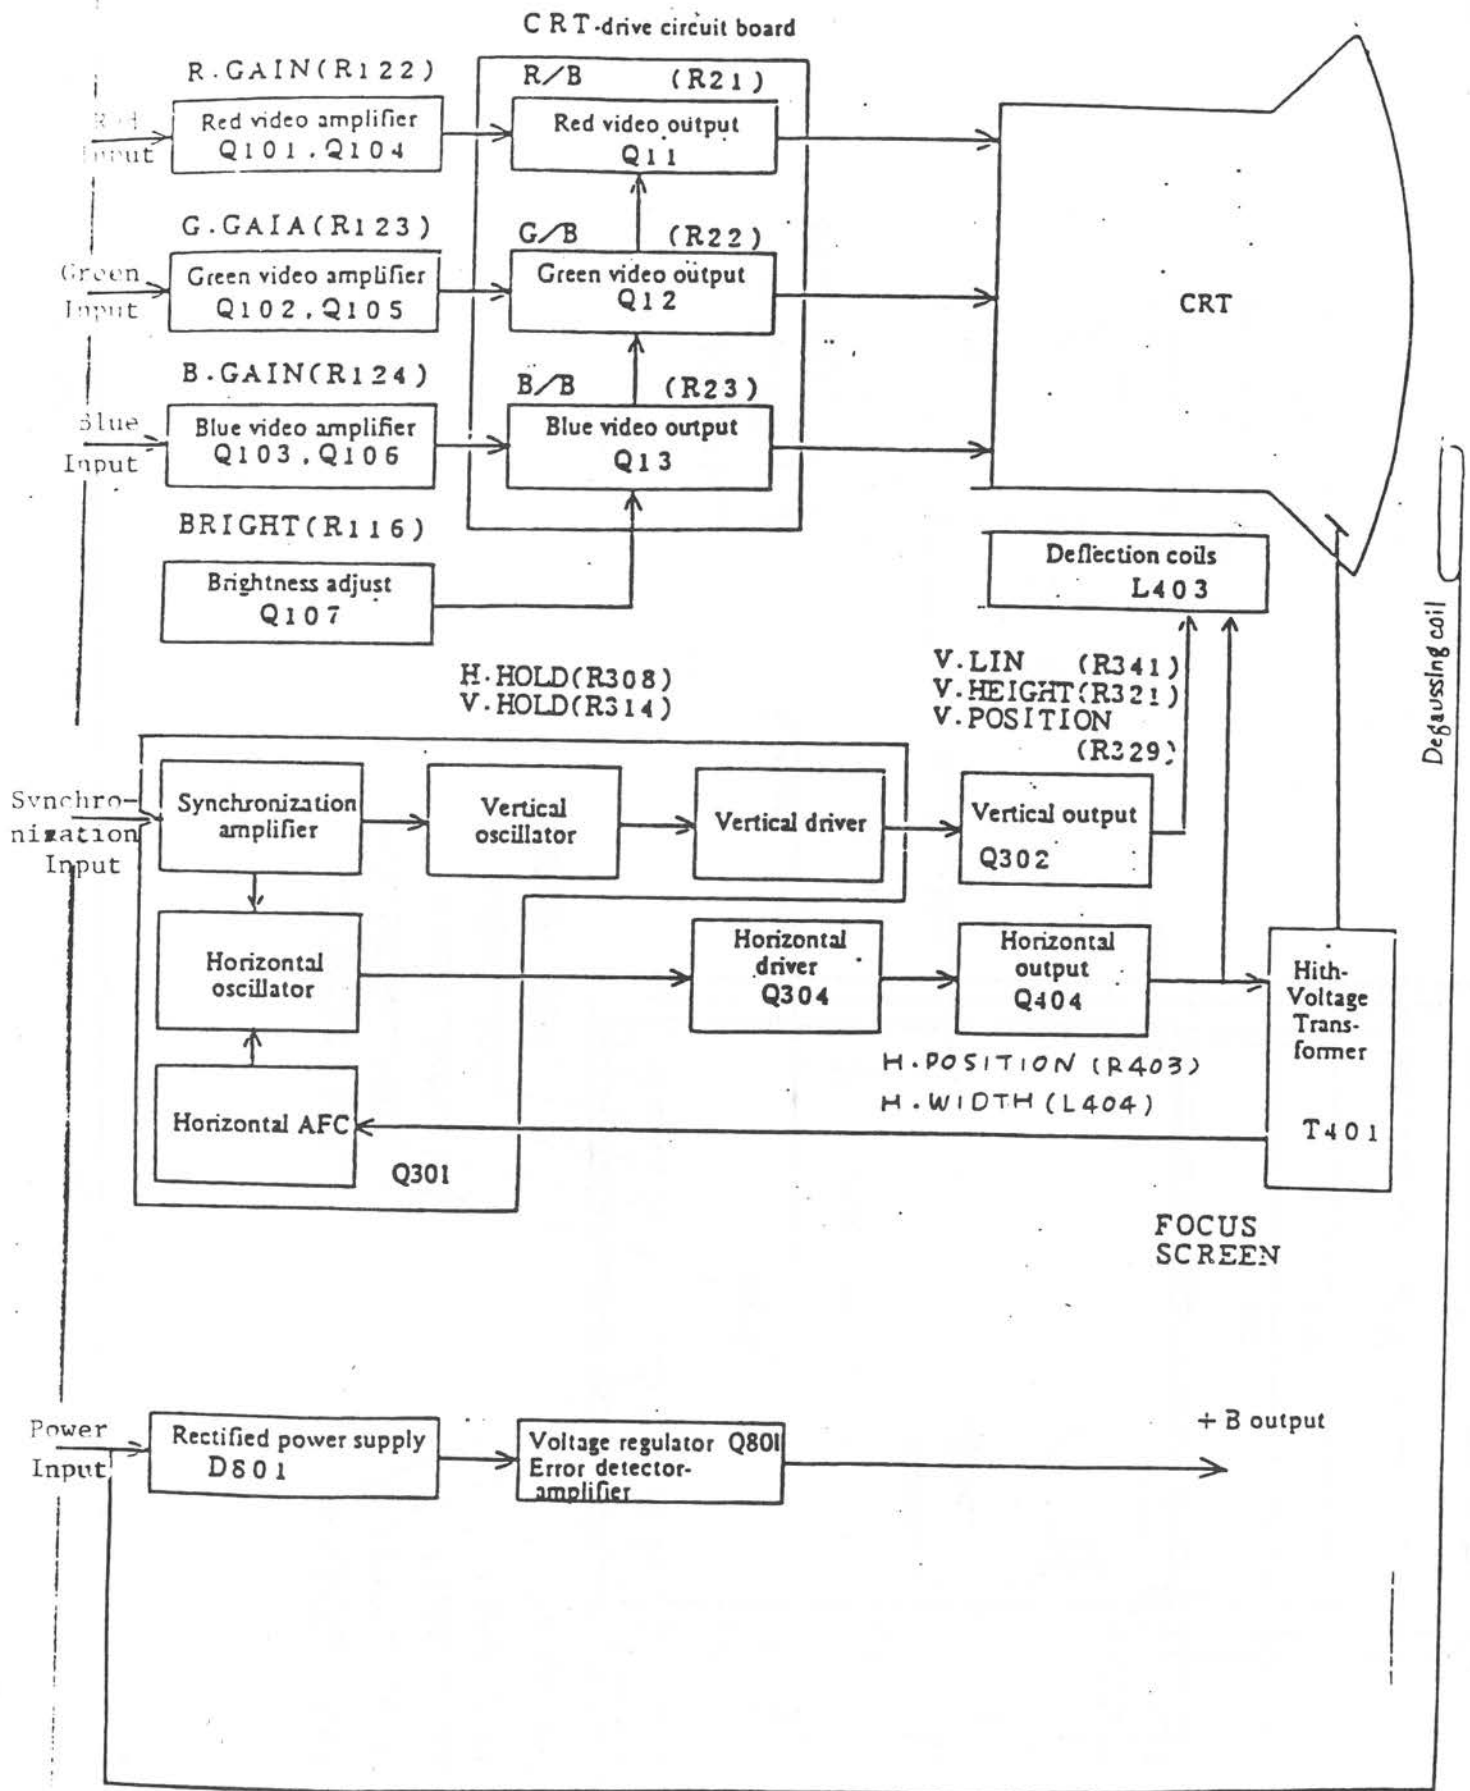 CRT-drive circuit board
R.GAIN(R122)
R/B (R21)
Red
Input
Red video amplifier
Q101,Q104
Red video output
Q11
G.GAIA(R123)
G/B (R22)
Green
Input
Green video amplifier
Q102,Q105
Green video output
Q12
CRT
B.GAIN(R124)
B/B (R23)
Blue
Input
Blue video amplifier
Q103,Q106
Blue video output
Q13
BRIGHT(R116)
Brightness adjust
Q107
Deflection coils
L403
Degaussing coil
H.HOLD(R308)
V.HOLD(R314)
V.LIN (R341)
V.HEIGHT(R321)
V.POSITION
(R329)
Synchro-
nization
Input
Synchronization
amplifier
Vertical
oscillator
Vertical driver
Vertical output
Q302
Horizontal
oscillator
Horizontal
driver
Q304
Horizontal
output
Q404
Hith-
Voltage
Trans-
former
T401
H.POSITION (R403)
H.WIDTH (L404)
Horizontal AFC
Q301
FOCUS
SCREEN
Power
Input
Rectified power supply
D801
Voltage regulator Q801
Error detector-
amplifier
+B output